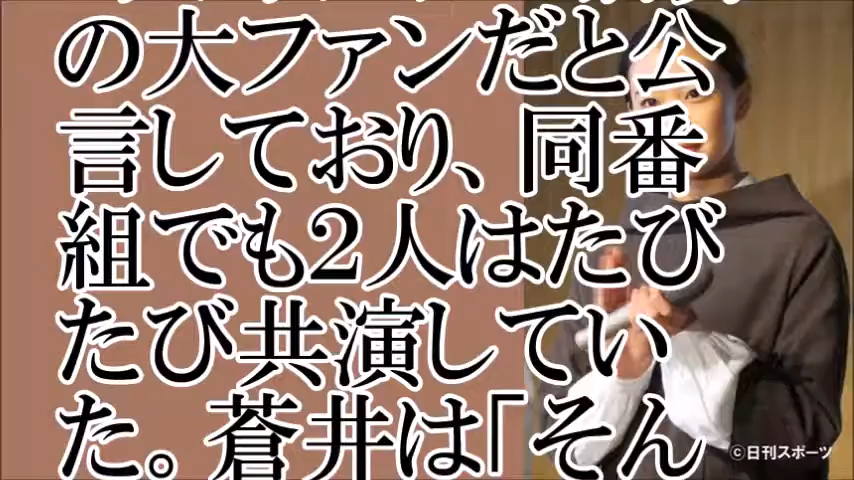 の大ファンだと公
言しており、同番
組でも2人はたび
たび共演してい
た。蒼井は「そん
©日刊スポーツ